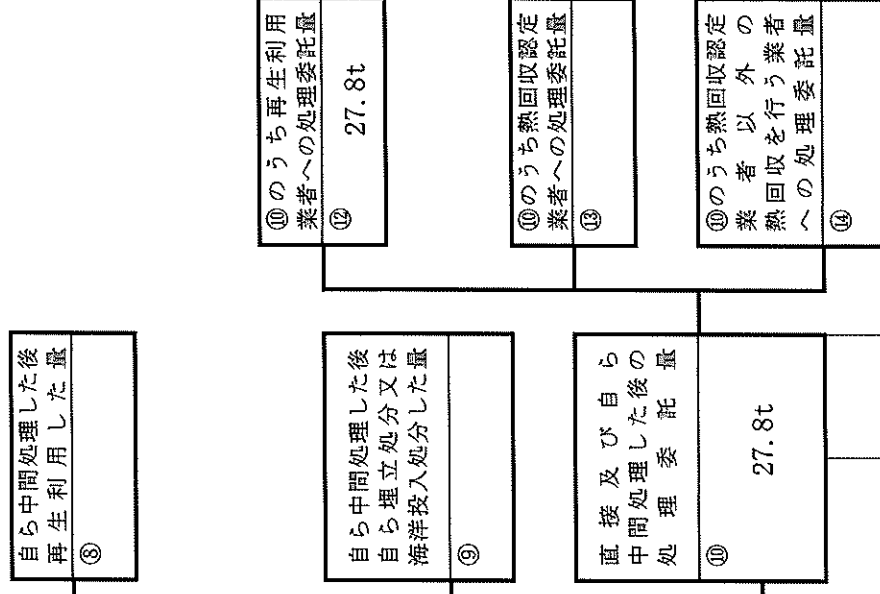 自ら中間処理した後
再生利用した量
⑧
自ら中間処理した後
自ら埋立処分又は
海洋投入処分した量
⑨
直接及び自ら
中間処理した後の
処理委託量
⑩
27.8t
⑩のうち再生利用
業者への処理委託量
⑫
27.8t
⑩のうち熱回収認定
業者への処理委託量
⑬
⑩のうち熱回収認定
業者以外の
熱回収を行う業者
への処理委託量
⑭